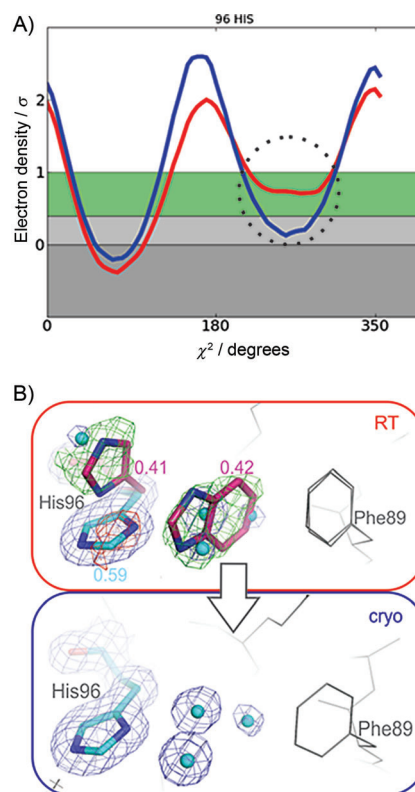 A)
96 HIS
Electron density / σ
2
1
0
0
180
350
χ² / degrees
B)
RT
0.41
0.42
His96
Phe89
0.59
cryo
His96
Phe89